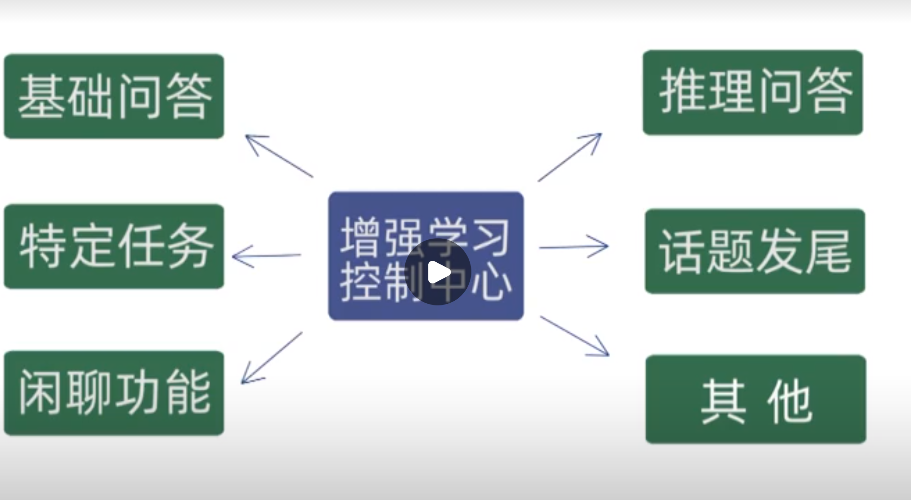 基础问答
推理问答
增强学习
控制中心
特定任务
话题发尾
闲聊功能
其他